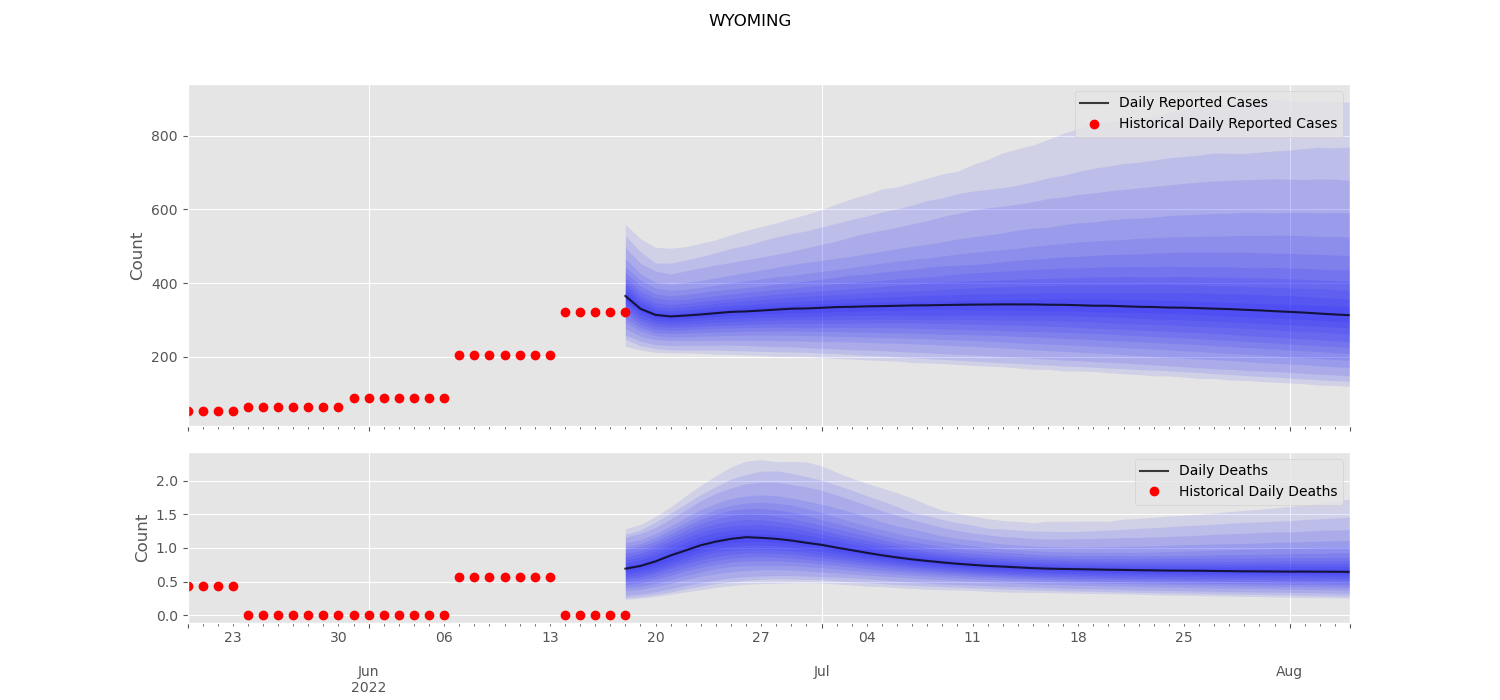 WYOMING
Daily Reported Cases
Historical Daily Reported Cases
Count
800
600
400
200
Daily Deaths
Historical Daily Deaths
Count
2.0
1.5
1.0
0.5
0.0
23 30 06 13 20 27 04 11 18 25
Jun Jul Aug
2022